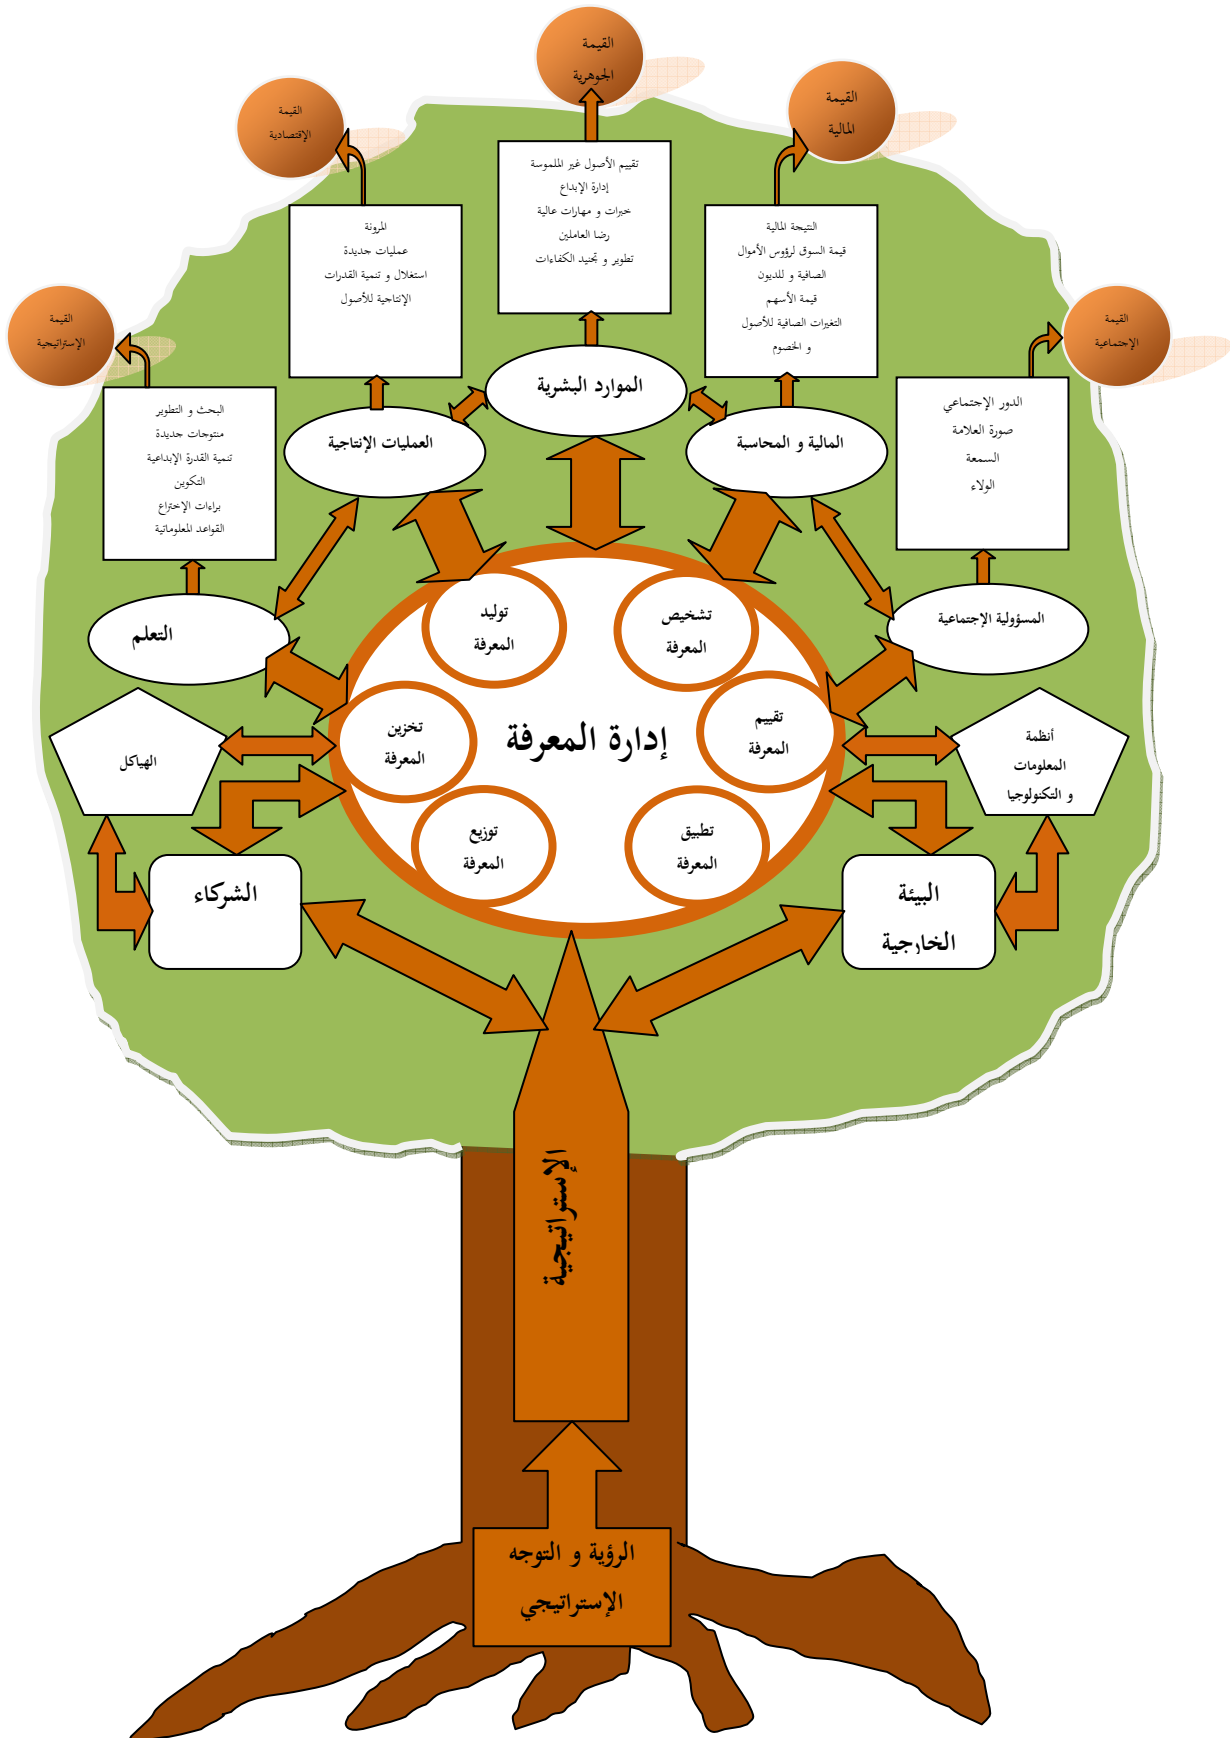 القيمة
الجوهرية
القيمة
المالية
القيمة
الإقتصادية
تقييم الأصول غير الملموسة
إدارة الإبداع
خبرات و مهارات عالية
رضا العاملين
تطوير و تجنيد الكفاءات
النتيجة المالية
قيمة السوق لرؤوس الأموال
الصافية و للديون
قيمة الأسهم
التغيرات الصافية للأصول
و الخصوم
المرونة
عمليات جديدة
استغلال و تنمية القدرات
الإنتاجية للأصول
القيمة
الإجتماعية
القيمة
الإستراتيجية
الموارد البشرية
الدور الإجتماعي
صورة العلامة
السمعة
الولاء
البحث و التطوير
منتوجات جديدة
تنمية القدرة الإبداعية
التكوين
براءات الإختراع
القواعد المعلوماتية
المالية و المحاسبة
العمليات الإنتاجية
المسؤولية الإجتماعية
التعلم
تشخيص
المعرفة
توليد
المعرفة
تقييم
المعرفة
إدارة المعرفة
تخزين
المعرفة
تطبيق
المعرفة
توزيع
المعرفة
أنظمة
المعلومات
و التكنولوجيا
الهياكل
البيئة
الخارجية
الشركاء
الإستراتيجية
الرؤية و التوجه
الإستراتيجي